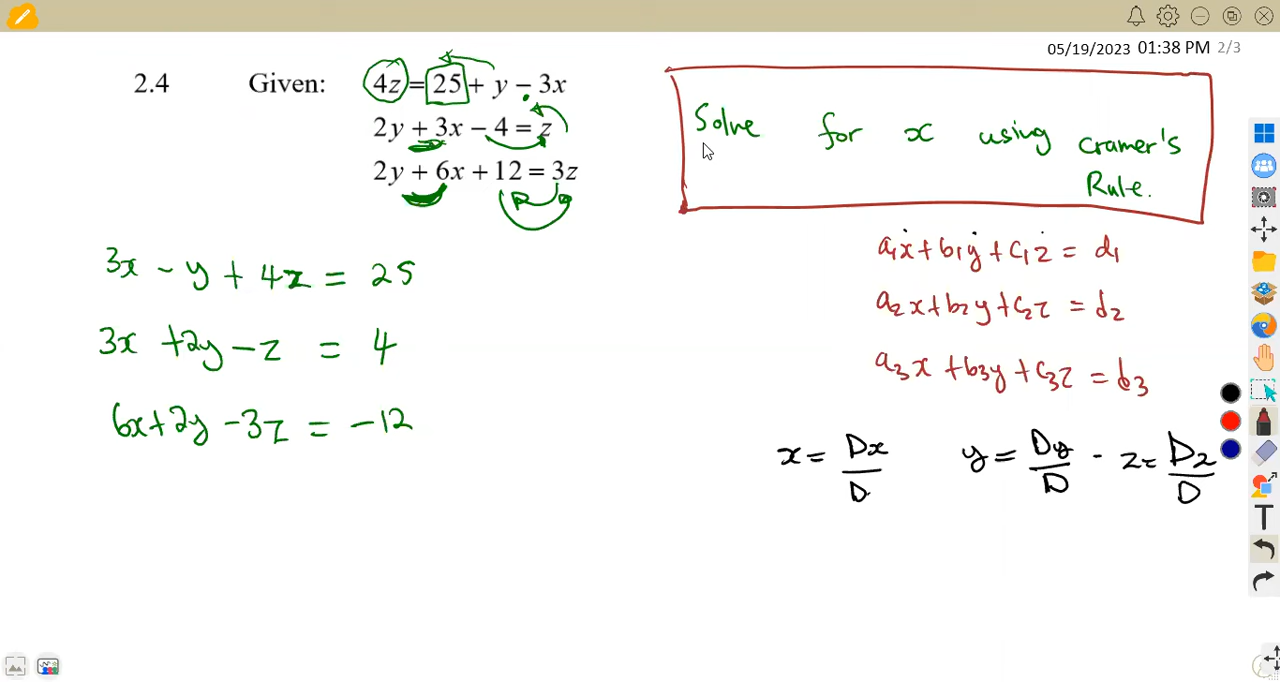 05/19/2023 01:38 PM 2/3
2.4 Given: 4z = 25 + y − 3x
2y + 3x − 4 = z
2y + 6x + 12 = 3z
Solve for x using Cramer's
Rule.
3x − y + 4z = 25
3x + 2y − z = 4
6x + 2y − 3z = −12
a1x + b1y + c1z = d1
a2x + b2y + c2z = d2
a3x + b3y + c3z = d3
x = Dx/D y = Dy/D - z = Dz/D
T